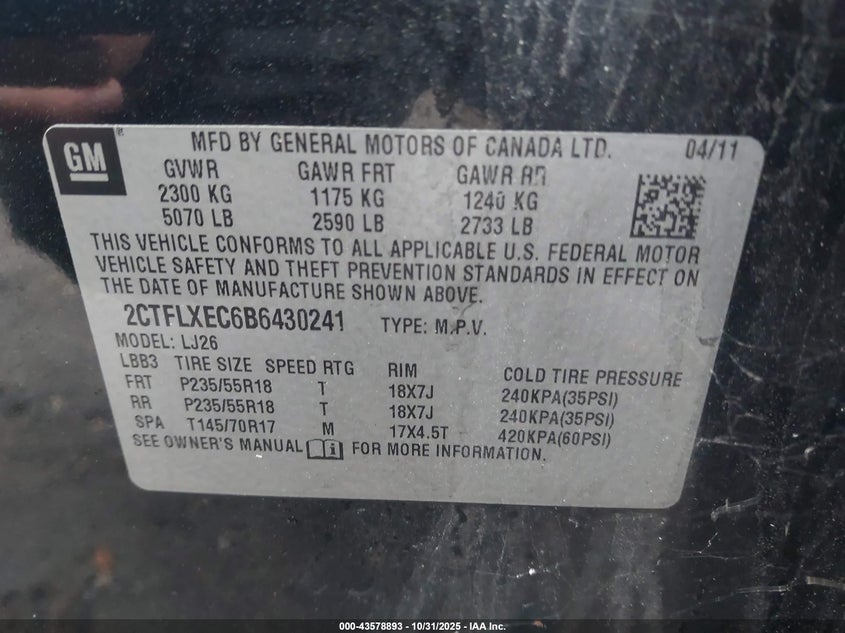 GM
MFD BY GENERAL MOTORS OF CANADA LTD. 04/11
GVWR GAWR FRT GAWR RR
2300 KG 1175 KG 1240 KG
5070 LB 2590 LB 2733 LB
THIS VEHICLE CONFORMS TO ALL APPLICABLE U.S. FEDERAL MOTOR
VEHICLE SAFETY AND THEFT PREVENTION STANDARDS IN EFFECT ON
THE DATE OF MANUFACTURE SHOWN ABOVE.
2CTFLXEC6B6430241 TYPE: M.P.V.
MODEL: LJ26
LBB3 TIRE SIZE SPEED RTG RIM COLD TIRE PRESSURE
FRT P235/55R18 T 18X7J 240KPA(35PSI)
RR P235/55R18 T 18X7J 240KPA(35PSI)
SPA T145/70R17 M 17X4.5T 420KPA(60PSI)
SEE OWNER'S MANUAL i FOR MORE INFORMATION.
000-43578893 - 10/31/2025 - IAA Inc.